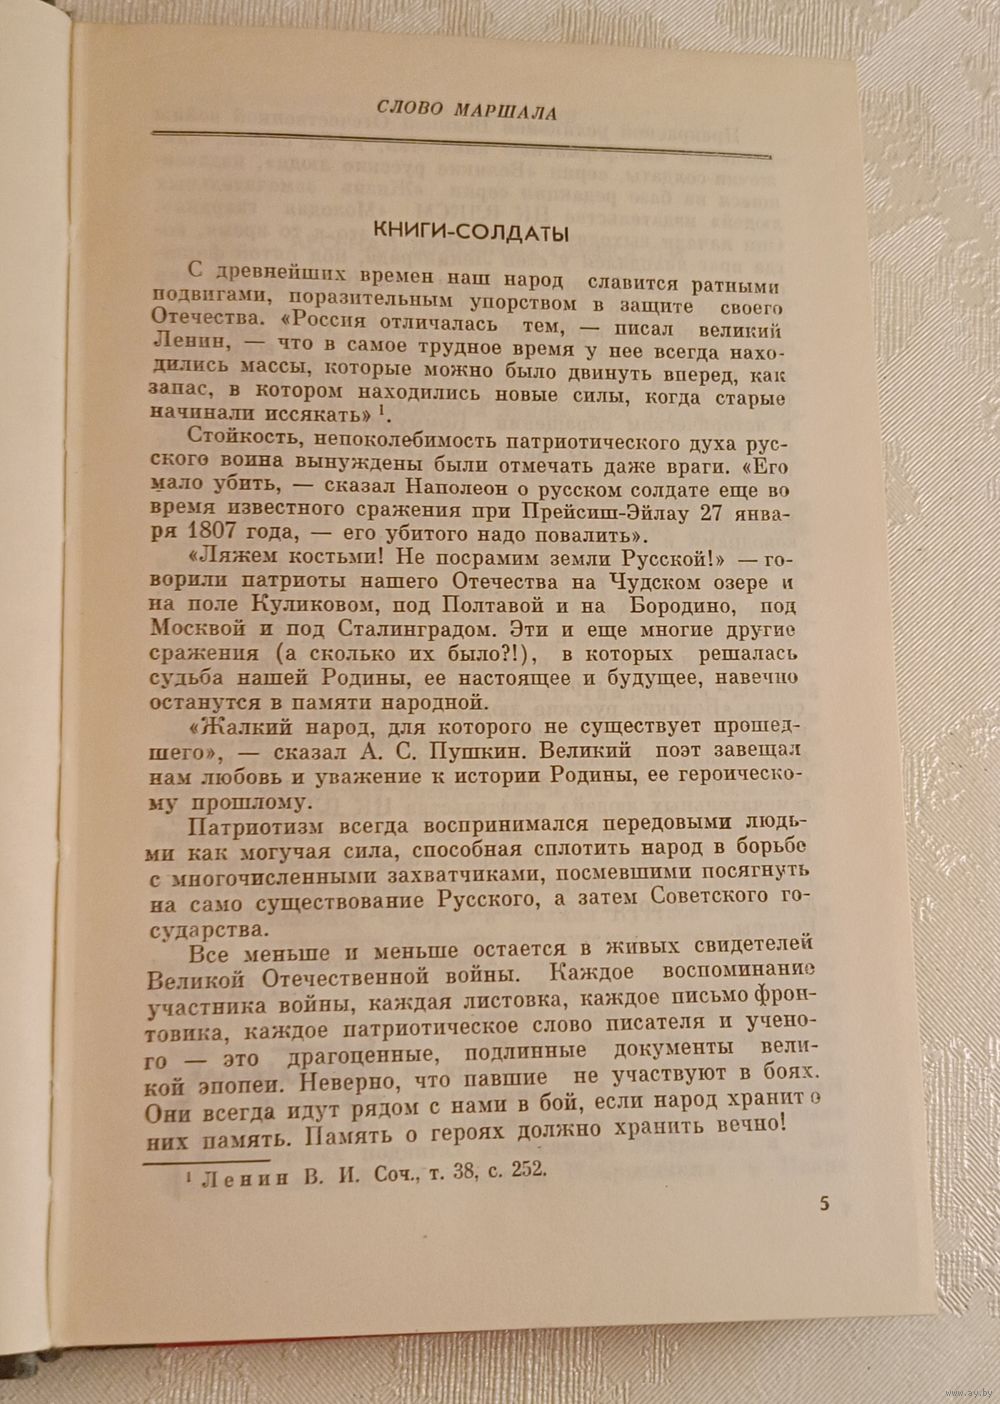 СЛОВО МАРШАЛА
КНИГИ-СОЛДАТЫ
С древнейших времен наш народ славится ратными
подвигами, поразительным упорством в защите своего
Отечества. «Россия отличалась тем, — писал великий
Ленин, — что в самое трудное время у нее всегда нахо-
дились массы, которые можно было двинуть вперед, как
запас, в котором находились новые силы, когда старые
начинали иссякать» ¹.
Стойкость, непоколебимость патриотического духа рус-
ского воина вынуждены были отмечать даже враги. «Его
мало убить, — сказал Наполеон о русском солдате еще во
время известного сражения при Прейсиш-Эйлау 27 янва-
ря 1807 года, — его убитого надо повалить».
«Ляжем костьми! Не посрамим земли Русской!» — го-
ворили патриоты нашего Отечества на Чудском озере и
на поле Куликовом, под Полтавой и на Бородино, под
Москвой и под Сталинградом. Эти и еще многие другие
сражения (а сколько их было?!), в которых решалась
судьба нашей Родины, ее настоящее и будущее, навечно
останутся в памяти народной.
«Жалкий народ, для которого не существует прошед-
шего», — сказал А. С. Пушкин. Великий поэт завещал
нам любовь и уважение к истории Родины, ее героическо-
му прошлому.
Патриотизм всегда воспринимался передовыми людь-
ми как могучая сила, способная сплотить народ в борьбе
с многочисленными захватчиками, посмевшими посягнуть
на само существование Русского, а затем Советского го-
сударства.
Все меньше и меньше остается в живых свидетелей
Великой Отечественной войны. Каждое воспоминание
участника войны, каждая листовка, каждое письмо фрон-
товика, каждое патриотическое слово писателя и учено-
го — это драгоценные, подлинные документы вели-
кой эпопеи. Неверно, что павшие не участвуют в боях.
Они всегда идут рядом с нами в бой, если народ хранит о
них память. Память о героях должно хранить вечно!
¹ Ленин В. И. Соч., т. 38, с. 252.
5
www.ay.by